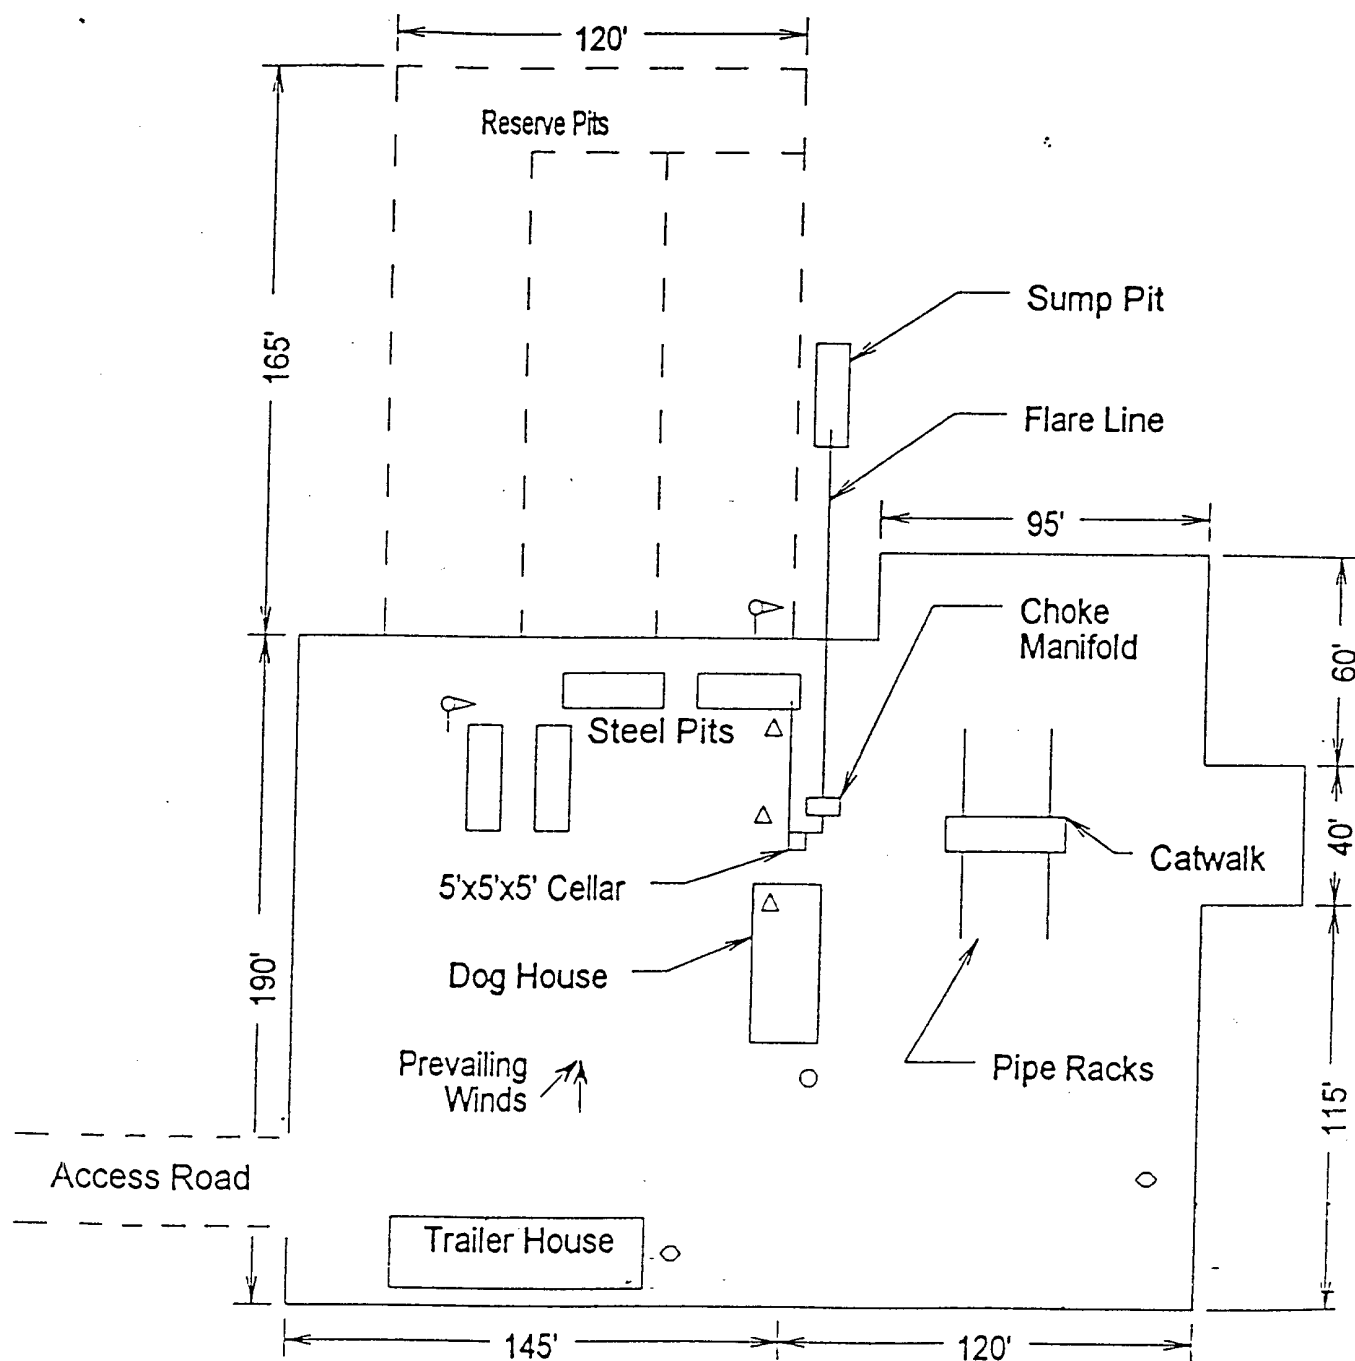 120'
Reserve Pits
165'
Sump Pit
Flare Line
95'
Choke
Manifold
60'
Steel Pits
40'
Catwalk
5'x5'x5' Cellar
190'
Dog House
Prevailing
Winds
Pipe Racks
115'
Access Road
Trailer House
145'
120'